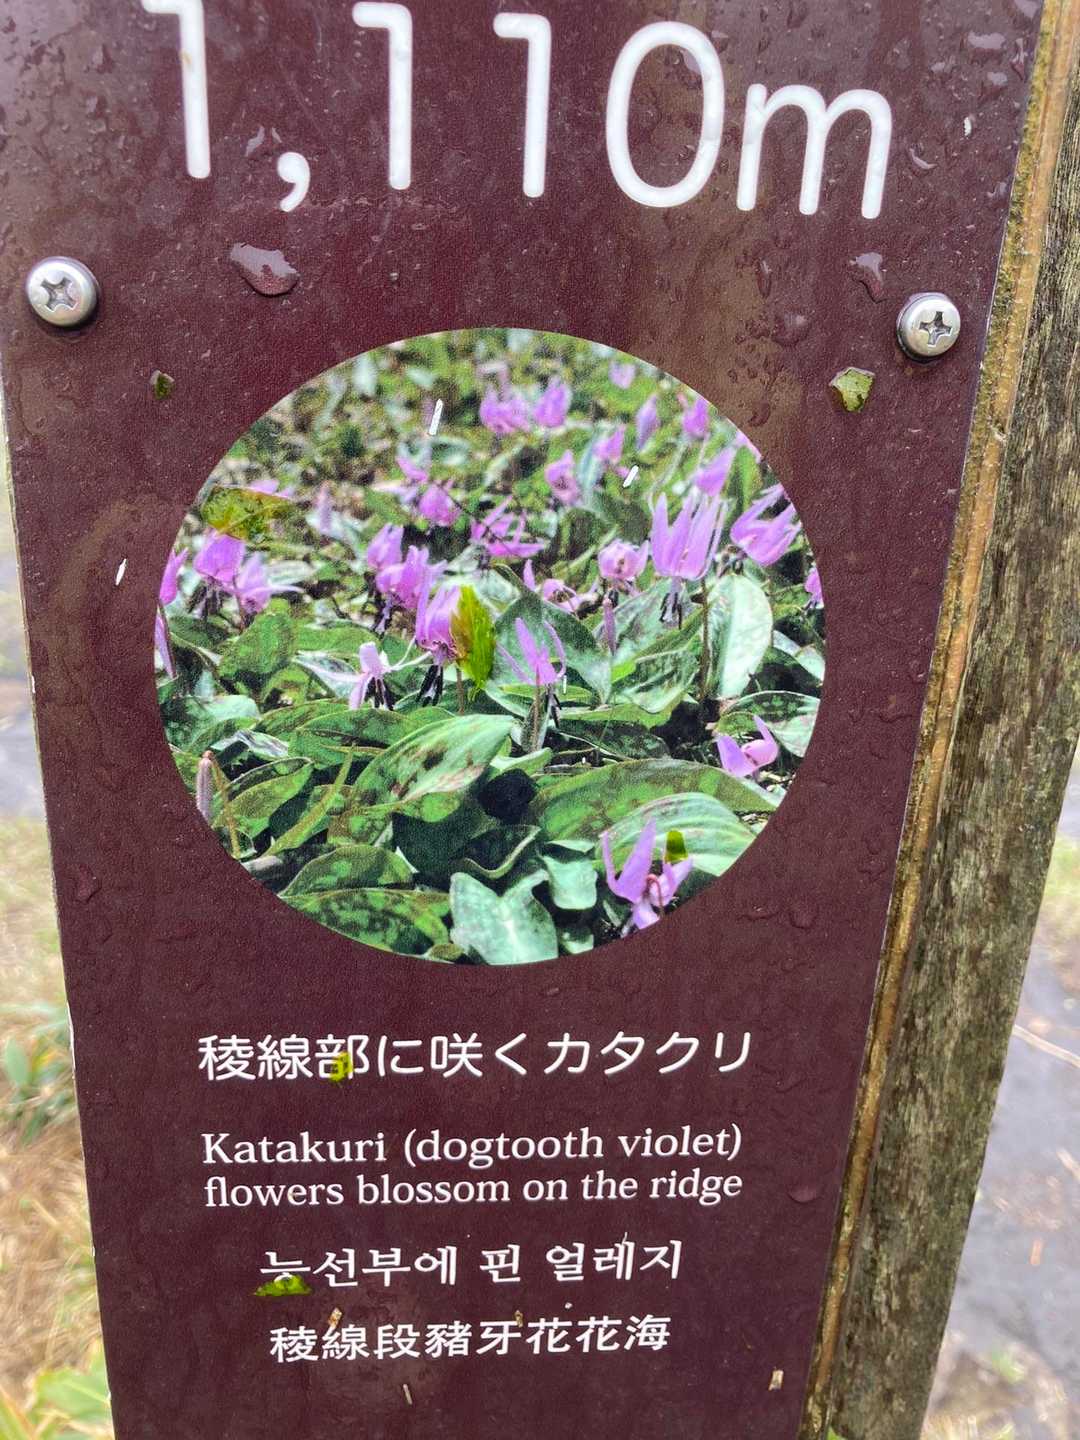 1,110m
稜線部に咲くカタクリ
Katakuri (dogtooth violet)
flowers blossom on the ridge
능선부에 핀 얼레지
稜線段豬牙花花海